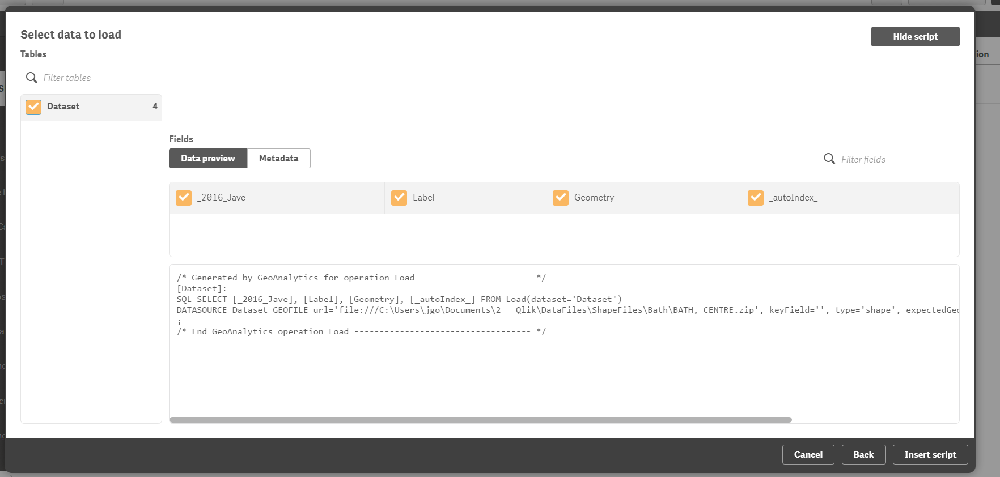 Select data to load
Hide script
Tables
ion
Filter tables
Dataset 4
Fields
Data preview Metadata
Filter fields
_2016_Jave Label Geometry _autoIndex_
/* Generated by GeoAnalytics for operation Load ---------------------- */
[Dataset]:
SQL SELECT [_2016_Jave], [Label], [Geometry], [_autoIndex_] FROM Load(dataset='Dataset')
DATASOURCE Dataset GEOFILE url='file:///C:\Users\jgo\Documents\2 - Qlik\DataFiles\ShapeFiles\Bath\BATH, CENTRE.zip', keyField='', type='shape', expectedGeo
;
/* End GeoAnalytics operation Load ----------------------------------- */
Cancel Back Insert script